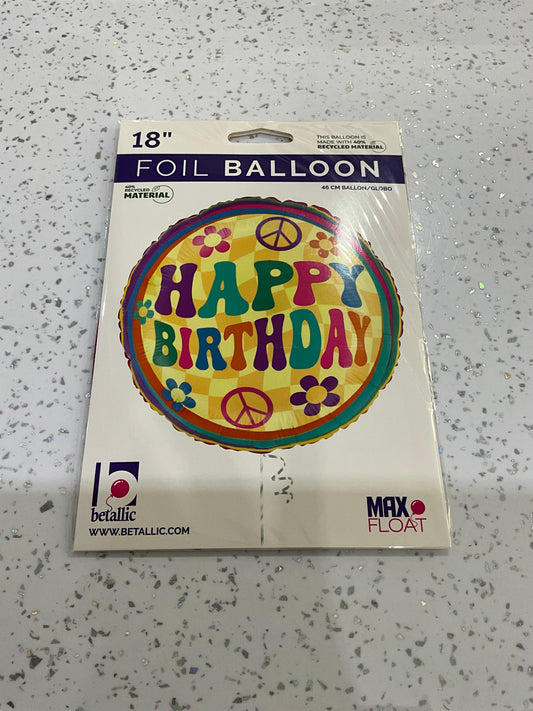 18"
THIS BALLOON IS
MADE WITH 40%
RECYCLED MATERIAL
FOIL BALLOON
40%
RECYCLED
MATERIAL
46 CM BALLON/GLOBO
HAPPY
BIRTHDAY
b
betallic
WWW.BETALLIC.COM
MAX
FLOAT